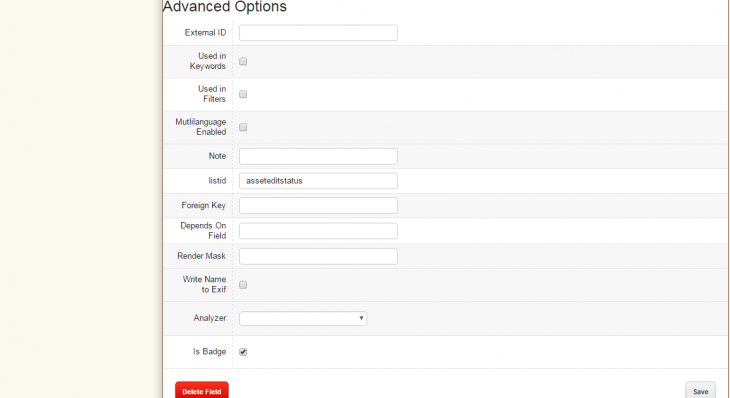 Advanced Options
External ID
Used in
Keywords
Used in
Filters
Mutlilanguage
Enabled
Note
listid asseteditstatus
Foreign Key
Depends On
Field
Render Mask
Write Name
to Exif
Analyzer
Is Badge
Delete Field Save